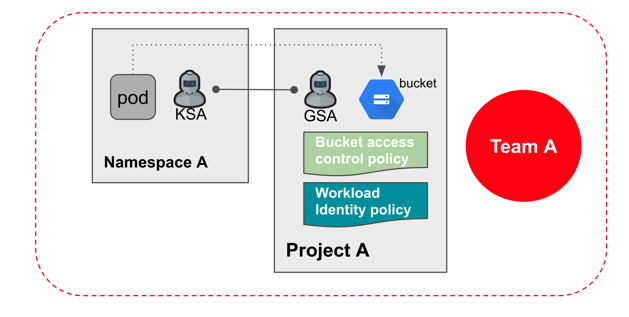 pod
KSA
Namespace A
GSA
bucket
Bucket access
control policy
Workload
Identity policy
Project A
Team A